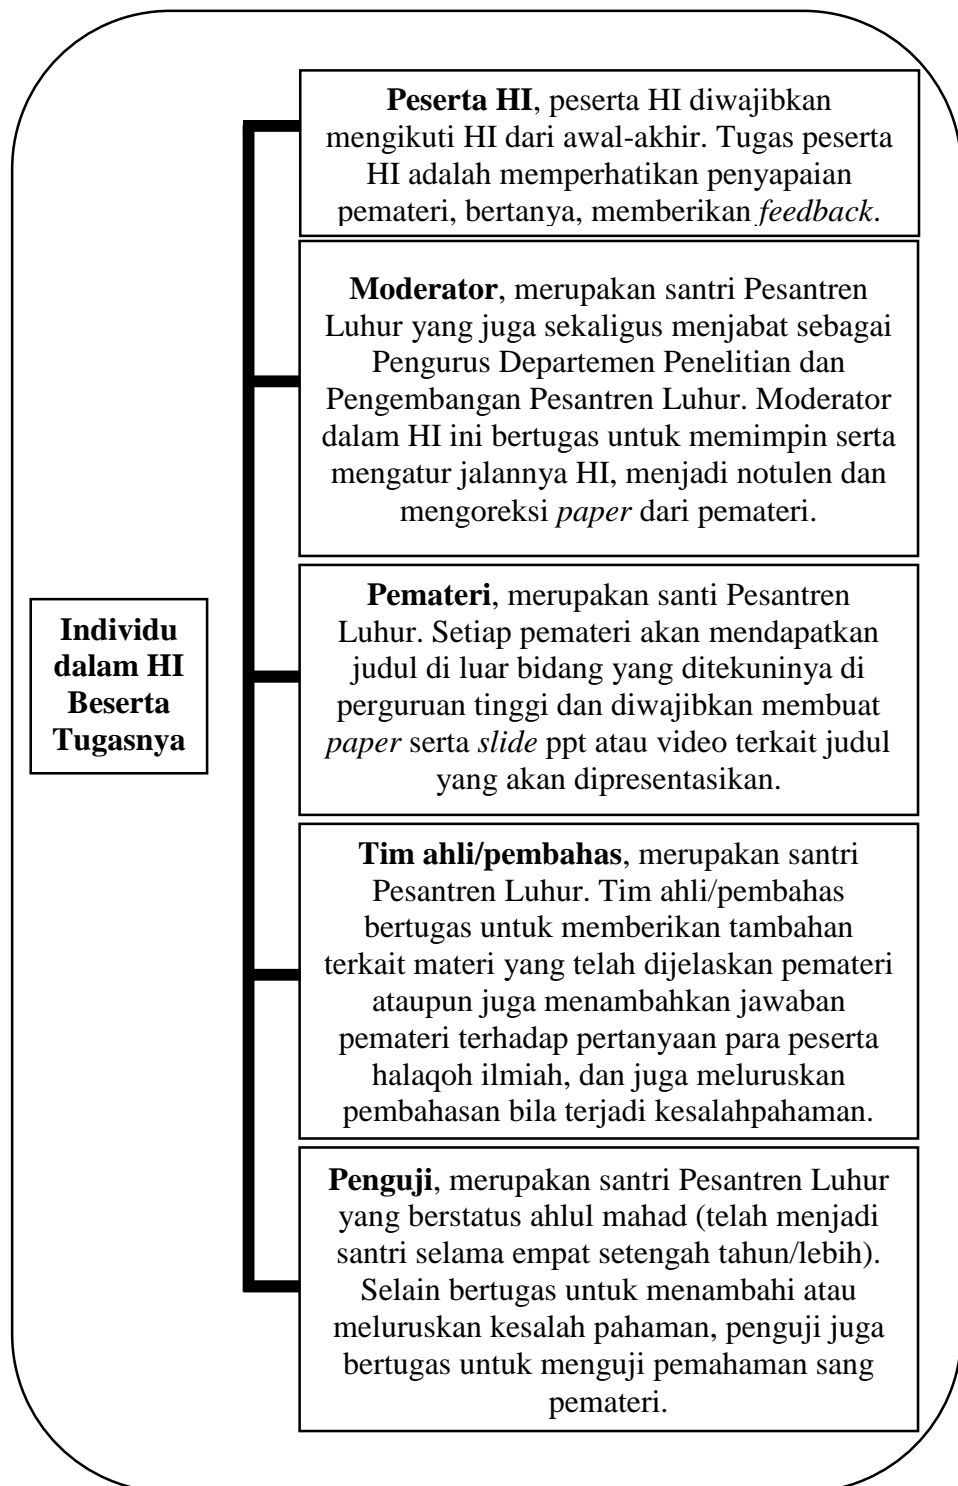 Peserta HI, peserta HI diwajibkan
mengikuti HI dari awal-akhir. Tugas peserta
HI adalah memperhatikan penyapaian
pemateri, bertanya, memberikan feedback.
Moderator, merupakan santri Pesantren
Luhur yang juga sekaligus menjabat sebagai
Pengurus Departemen Penelitian dan
Pengembangan Pesantren Luhur. Moderator
dalam HI ini bertugas untuk memimpin serta
mengatur jalannya HI, menjadi notulen dan
mengoreksi paper dari pemateri.
Individu
dalam HI
Beserta
Tugasnya
Pemateri, merupakan santi Pesantren
Luhur. Setiap pemateri akan mendapatkan
judul di luar bidang yang ditekuninya di
perguruan tinggi dan diwajibkan membuat
paper serta slide ppt atau video terkait judul
yang akan dipresentasikan.
Tim ahli/pembahas, merupakan santri
Pesantren Luhur. Tim ahli/pembahas
bertugas untuk memberikan tambahan
terkait materi yang telah dijelaskan pemateri
ataupun juga menambahkan jawaban
pemateri terhadap pertanyaan para peserta
halaqoh ilmiah, dan juga meluruskan
pembahasan bila terjadi kesalahpahaman.
Penguji, merupakan santri Pesantren Luhur
yang berstatus ahlul mahad (telah menjadi
santri selama empat setengah tahun/lebih).
Selain bertugas untuk menambahi atau
meluruskan kesalah pahaman, penguji juga
bertugas untuk menguji pemahaman sang
pemateri.